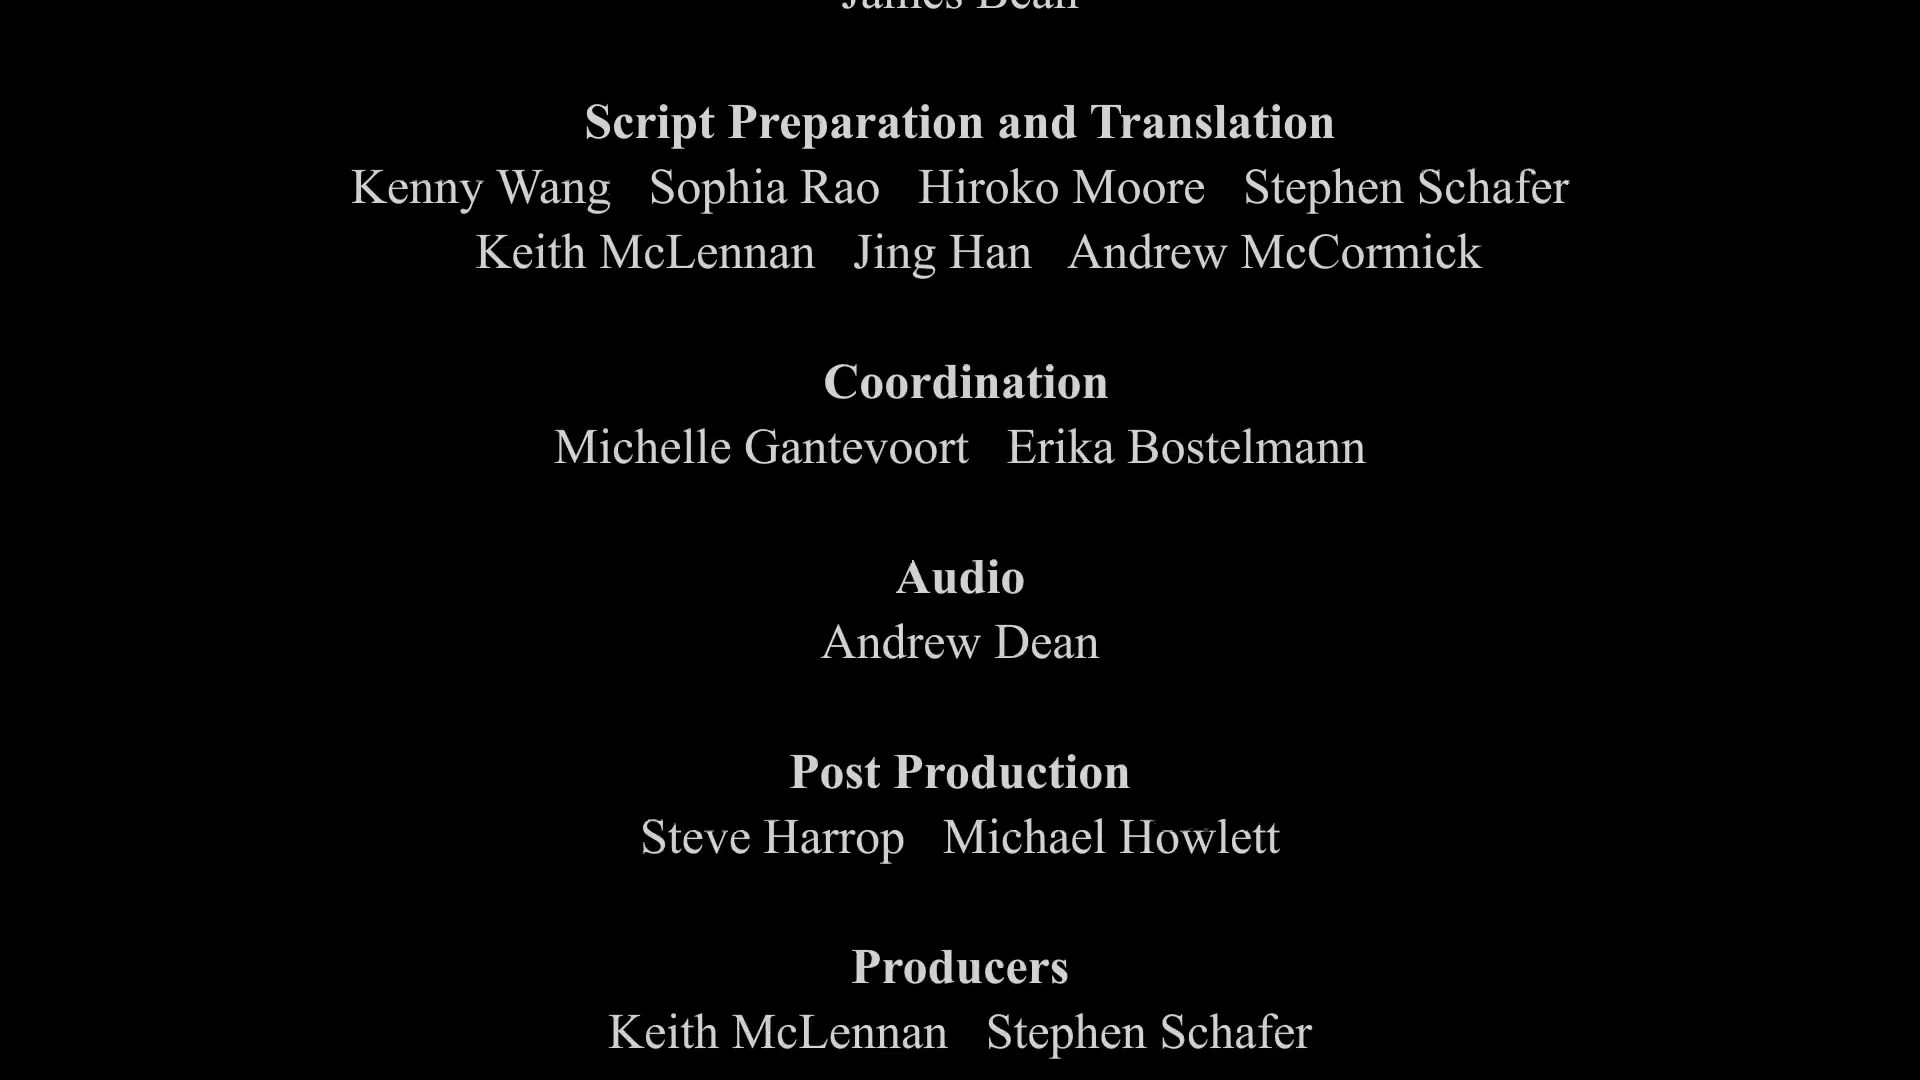 James Dean
Script Preparation and Translation
Kenny Wang Sophia Rao Hiroko Moore Stephen Schafer
Keith McLennan Jing Han Andrew McCormick
Coordination
Michelle Gantevoort Erika Bostelmann
Audio
Andrew Dean
Post Production
Steve Harrop Michael Howlett
Producers
Keith McLennan Stephen Schafer